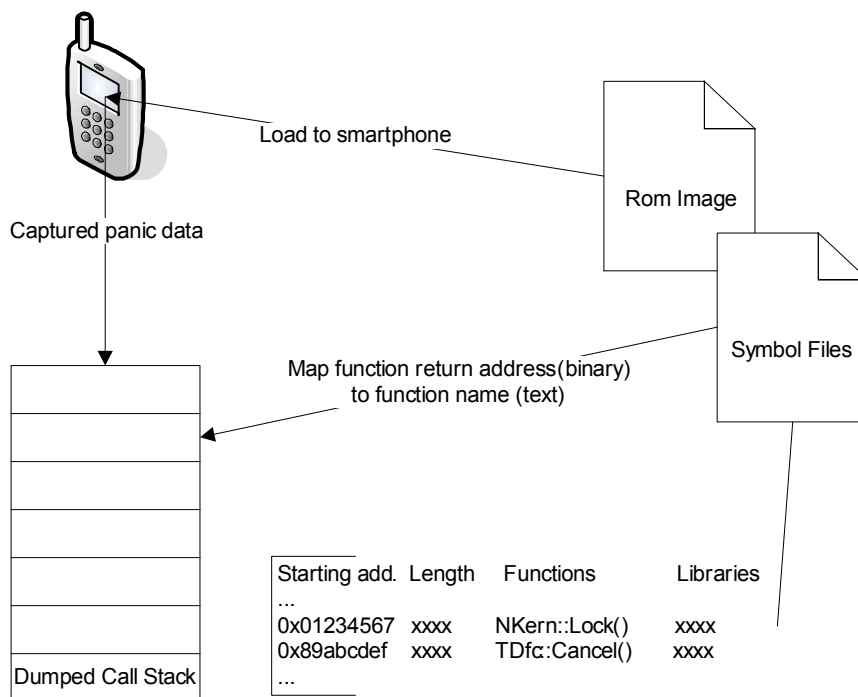 Load to smartphone
Rom Image
Captured panic data
Symbol Files
Map function return address(binary)
to function name (text)
Starting add. Length Functions Libraries
...
0x01234567 xxxx NKern::Lock() xxxx
0x89abcdef xxxx TDfc::Cancel() xxxx
...
Dumped Call Stack